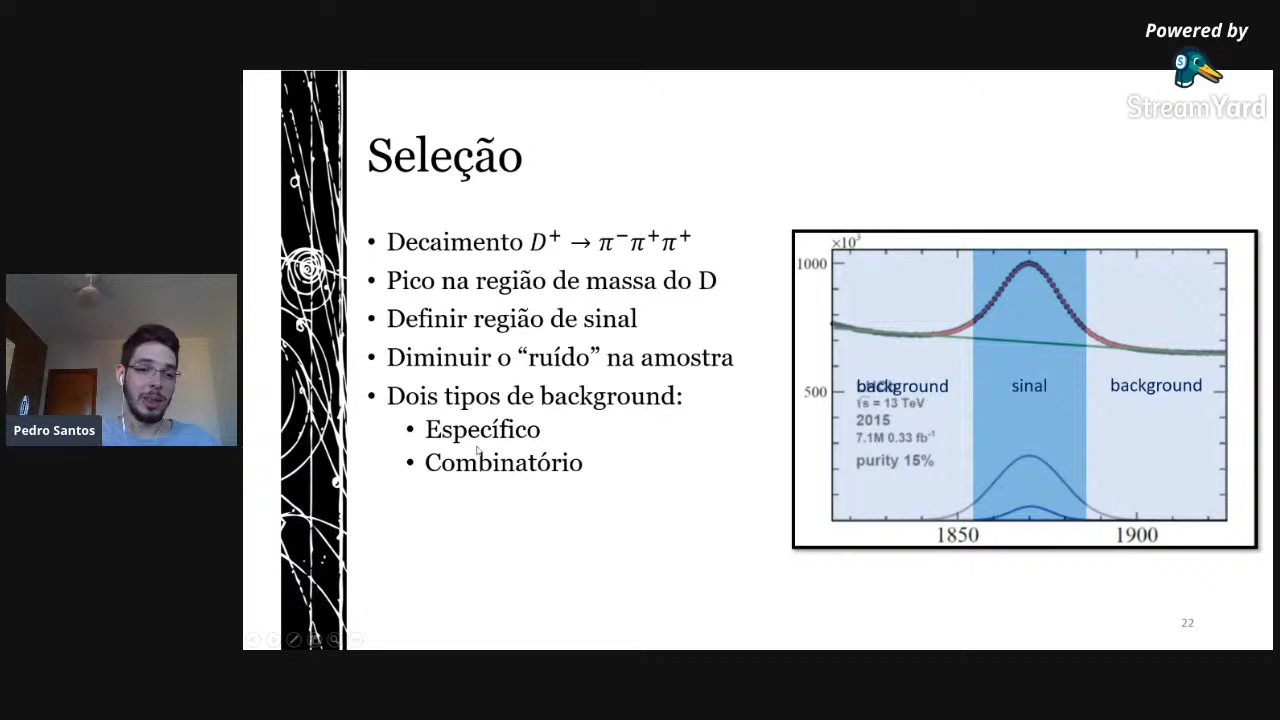 Powered by
StreamYard
Seleção
• Decaimento D⁺ → π⁻π⁺π⁺
• Pico na região de massa do D
• Definir região de sinal
• Diminuir o “ruído” na amostra
• Dois tipos de background:
• Específico
• Combinatório
×10³
1000
500
background
sinal
background
√s = 13 TeV
2015
7.1M 0.33 fb⁻¹
purity 15%
1850
1900
Pedro Santos
22